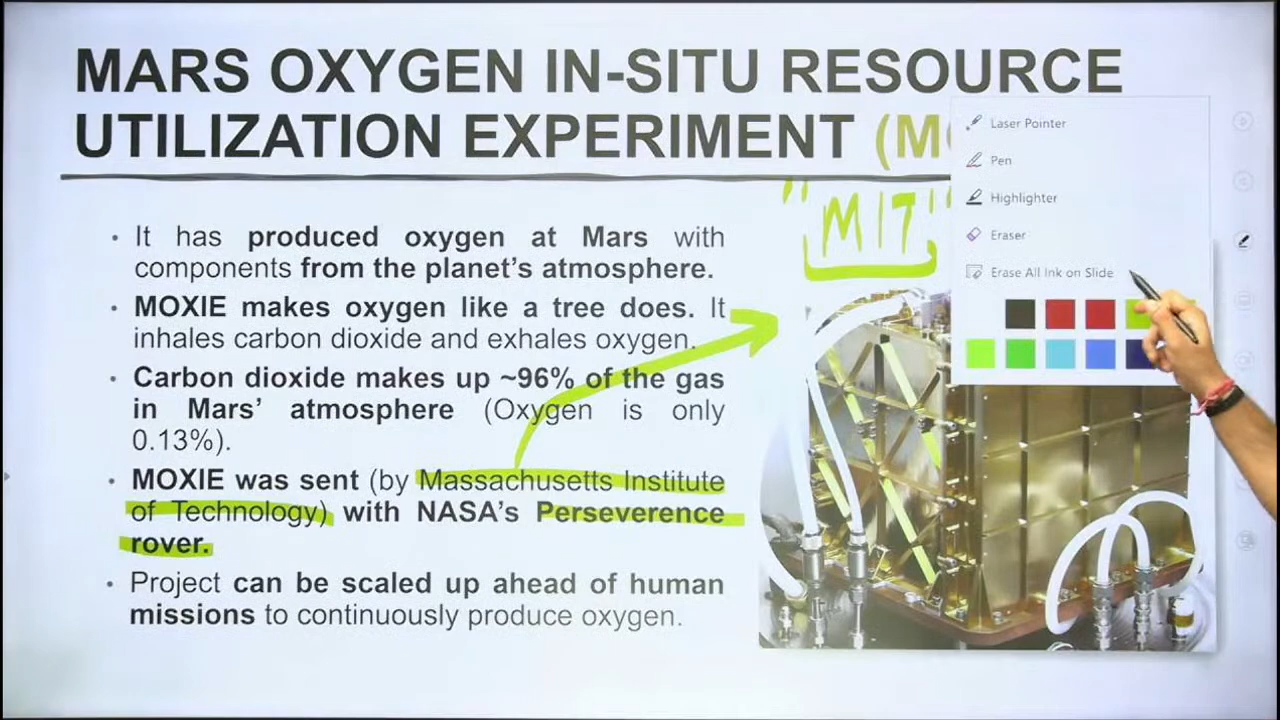 MARS OXYGEN IN-SITU RESOURCE
UTILIZATION EXPERIMENT (MO
"MIT"
• It has produced oxygen at Mars with
components from the planet's atmosphere.
• MOXIE makes oxygen like a tree does. It
inhales carbon dioxide and exhales oxygen.
• Carbon dioxide makes up ~96% of the gas
in Mars' atmosphere (Oxygen is only
0.13%).
• MOXIE was sent (by Massachusetts Institute
of Technology) with NASA's Perseverence
rover.
• Project can be scaled up ahead of human
missions to continuously produce oxygen.
Laser Pointer
Pen
Highlighter
Eraser
Erase All Ink on Slide